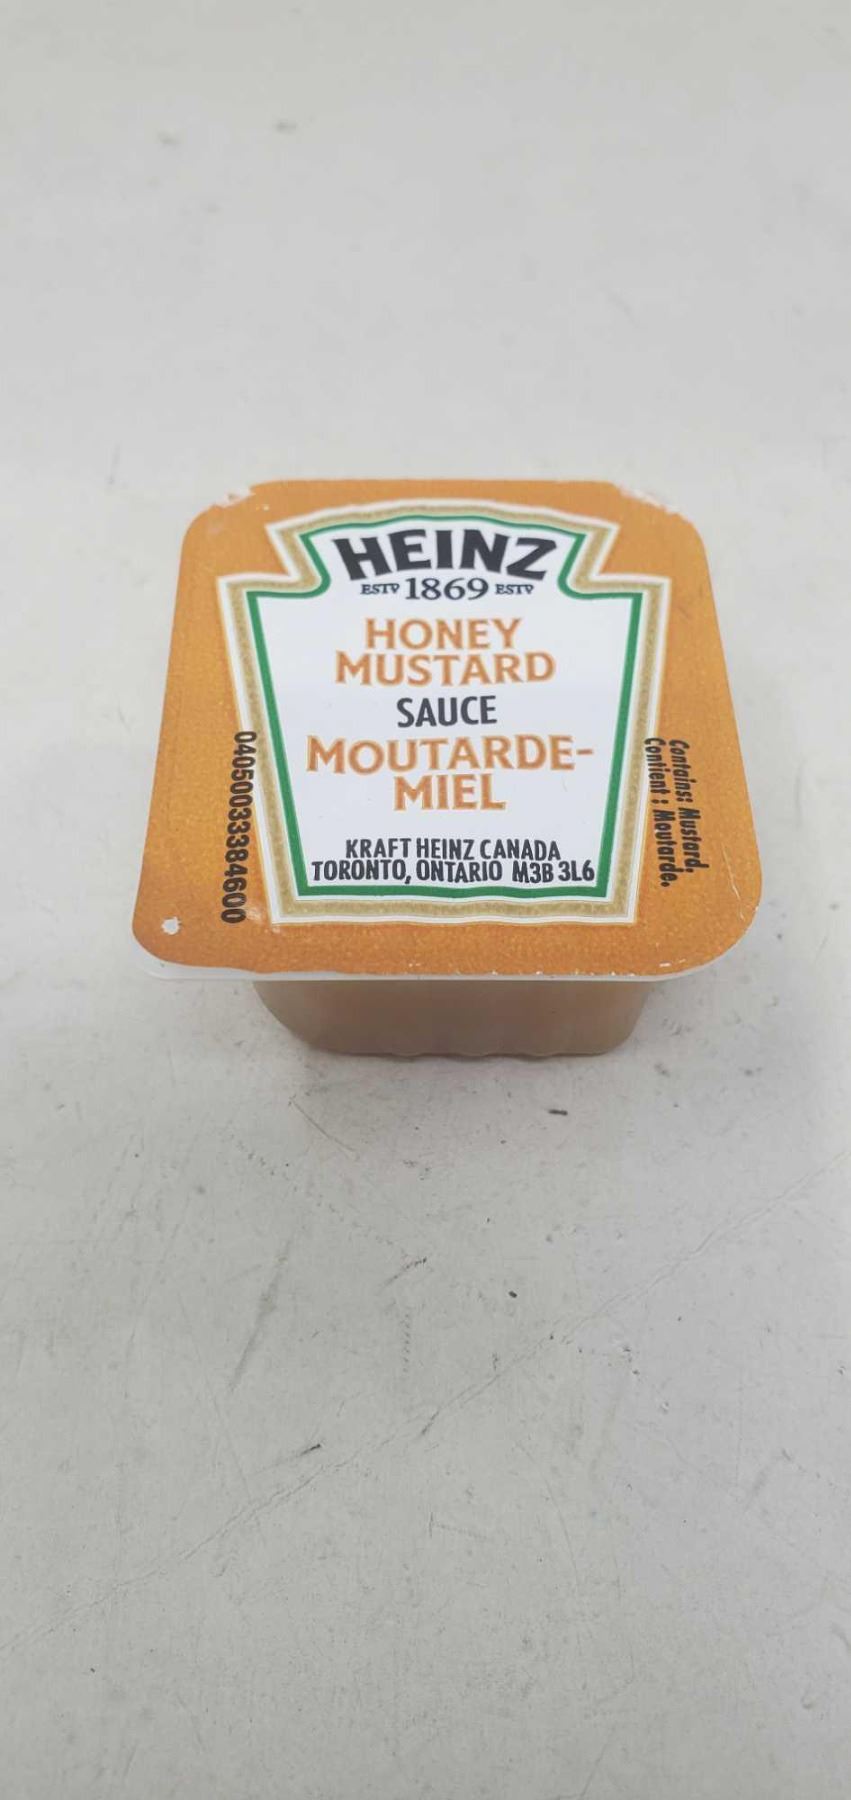 HEINZ
ESTD 1869 ESTD
HONEY
MUSTARD
SAUCE
MOUTARDE-
MIEL
KRAFT HEINZ CANADA
TORONTO, ONTARIO M3B 3L6
04050033384600
Contains: Mustard.
Contient : Moutarde.